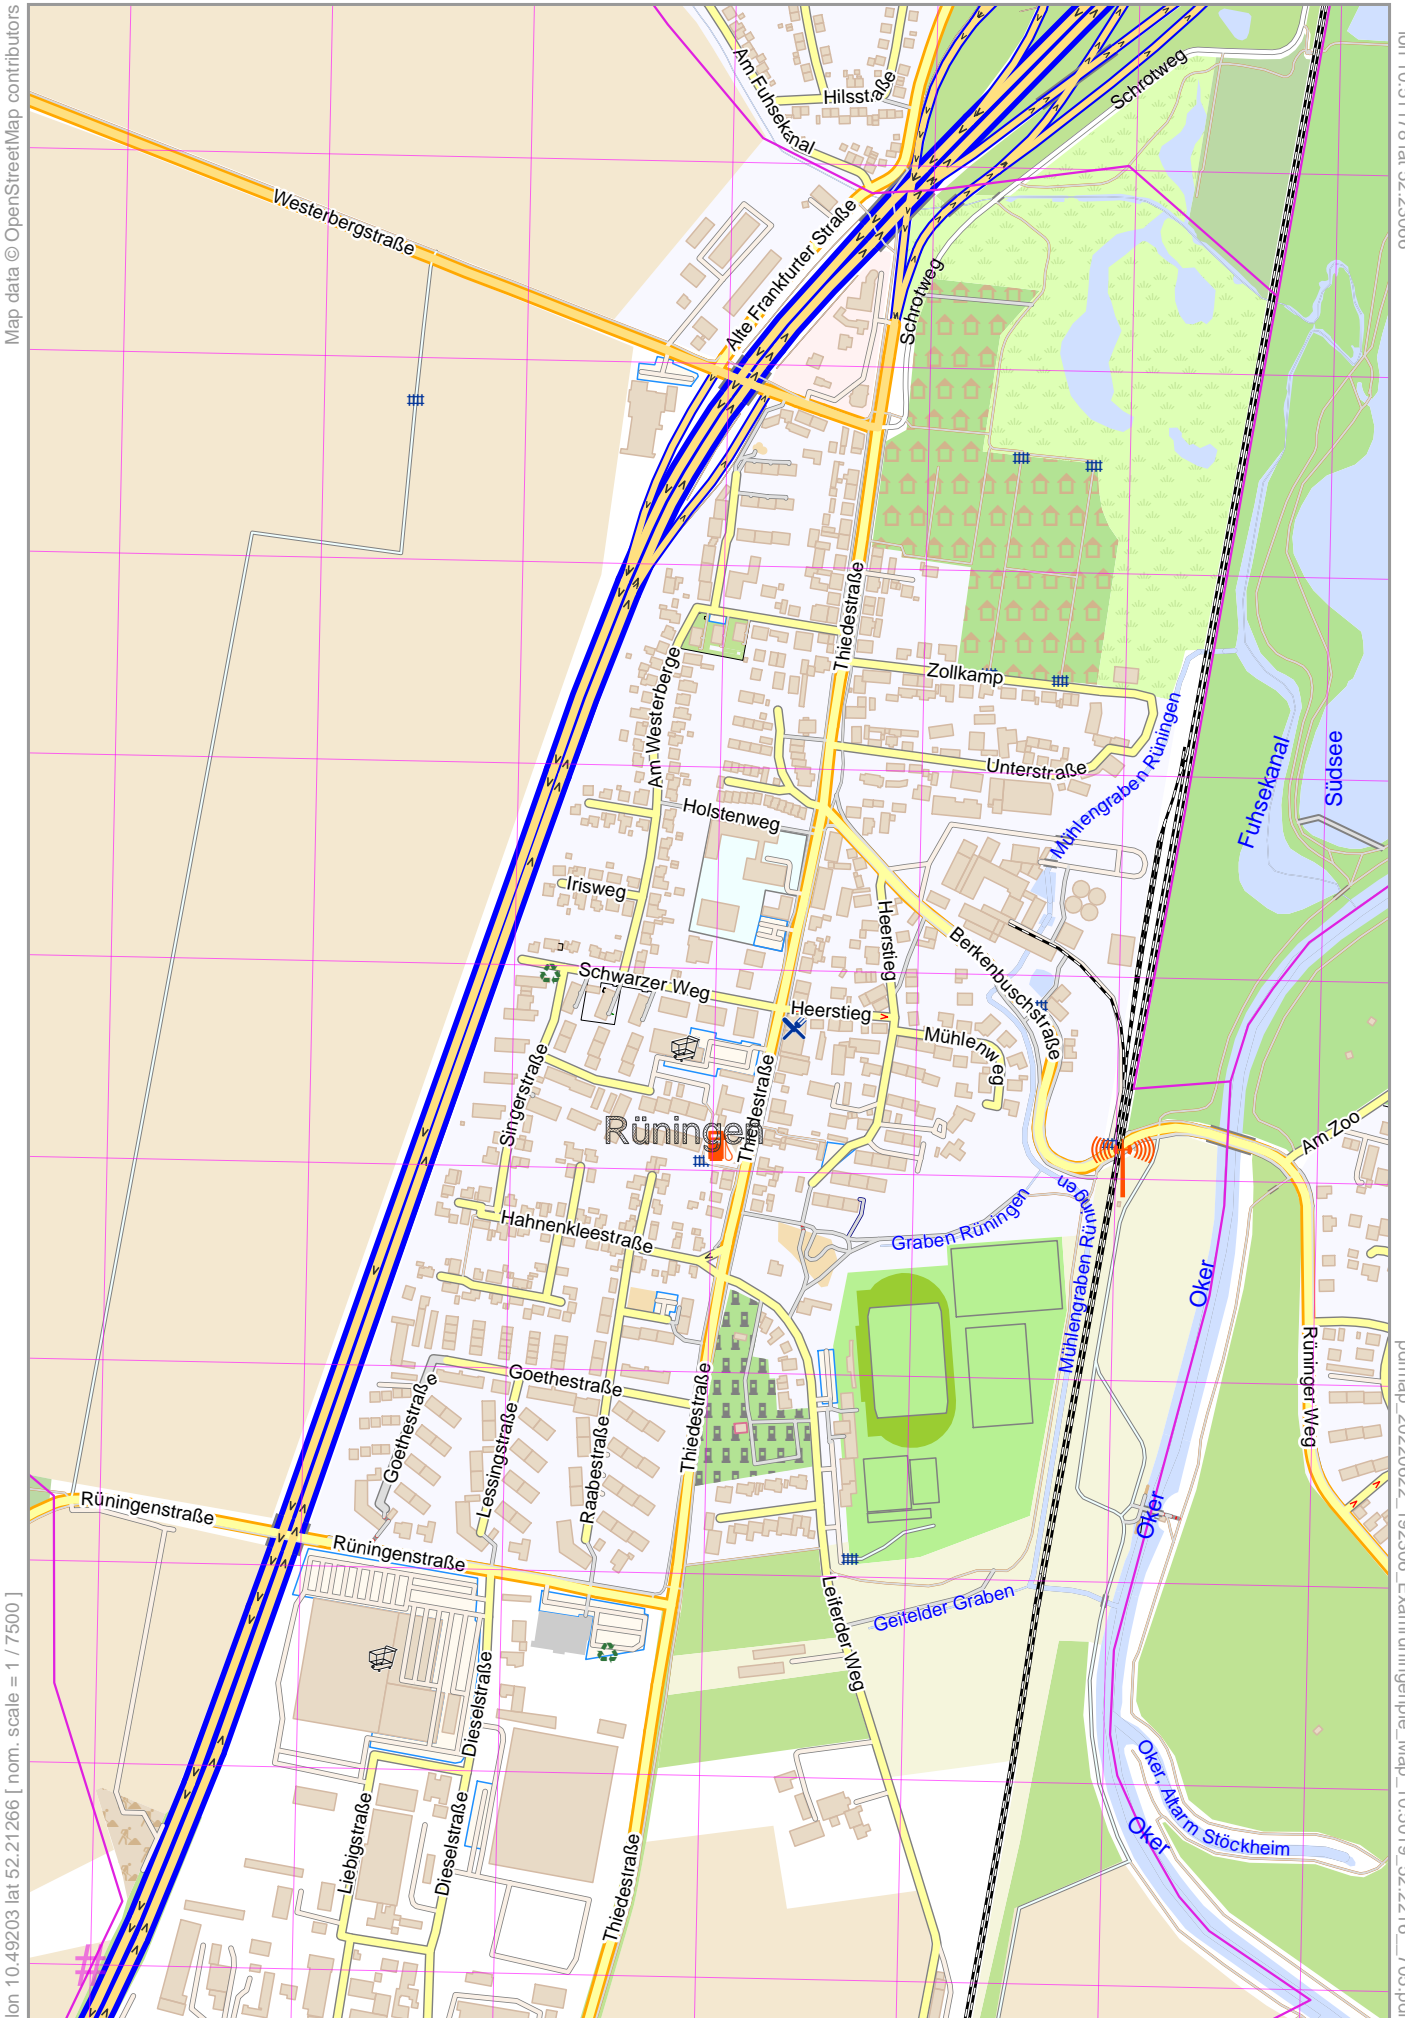 Map data © OpenStreetMap contributors
Am Fuhsekanal
Hilsstraße
Schrotweg
Westerbergstraße
Alte Frankfurter Straße
Schrotweg
Thiedestraße
Zollkamp
Am Westerberge
Mühlengraben Rüningen
Unterstraße
Fuhsekanal
Südsee
Holstenweg
Irisweg
Heerstieg
Berkenbuschstraße
Schwarzer Weg
Heerstieg
Mühlenweg
Singerstraße
Thiedestraße
Rüningen
Am Zoo
Hahnenkleestraße
Graben Rüningen
Mühlengraben Rüningen
Oker
Rüninger Weg
Goethestraße
Goethestraße
Thiedestraße
Lessingstraße
Raabestraße
Rüningenstraße
Rüningenstraße
Oker
Leiferder Weg
Geitelder Graben
Dieselstraße
Liebigstraße
Dieselstraße
Thiedestraße
Oker, Altarm Stöckheim
Oker
#
lon 10.49203 lat 52.21266 [ nom. scale = 1 / 7500 ]